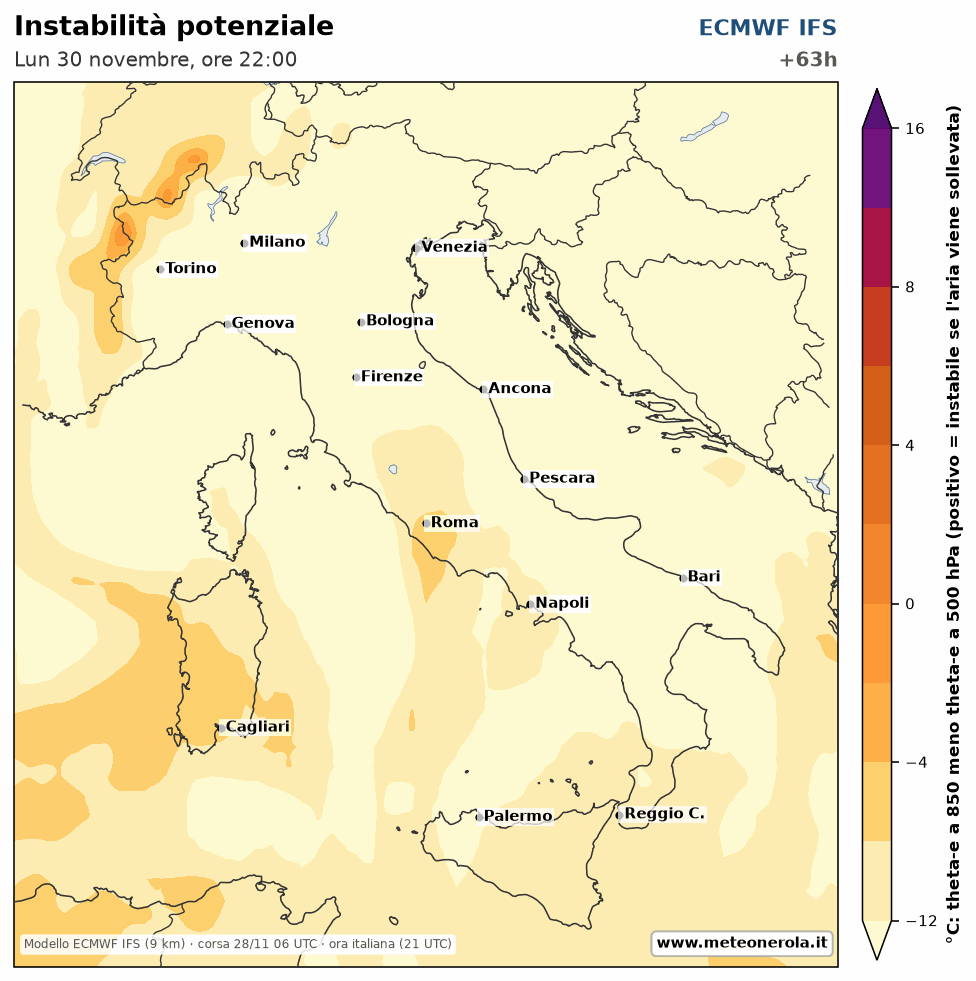 Instabilità potenziale
ECMWF IFS
Lun 30 novembre, ore 22:00
+63h
Milano
Venezia
Torino
Genova
Bologna
Firenze
Ancona
Pescara
Roma
Bari
Napoli
Cagliari
Palermo
Reggio C.
16
8
4
0
−4
−12
°C: theta-e a 850 meno theta-e a 500 hPa (positivo = instabile se l'aria viene sollevata)
Modello ECMWF IFS (9 km) · corsa 28/11 06 UTC · ora italiana (21 UTC)
www.meteonerola.it